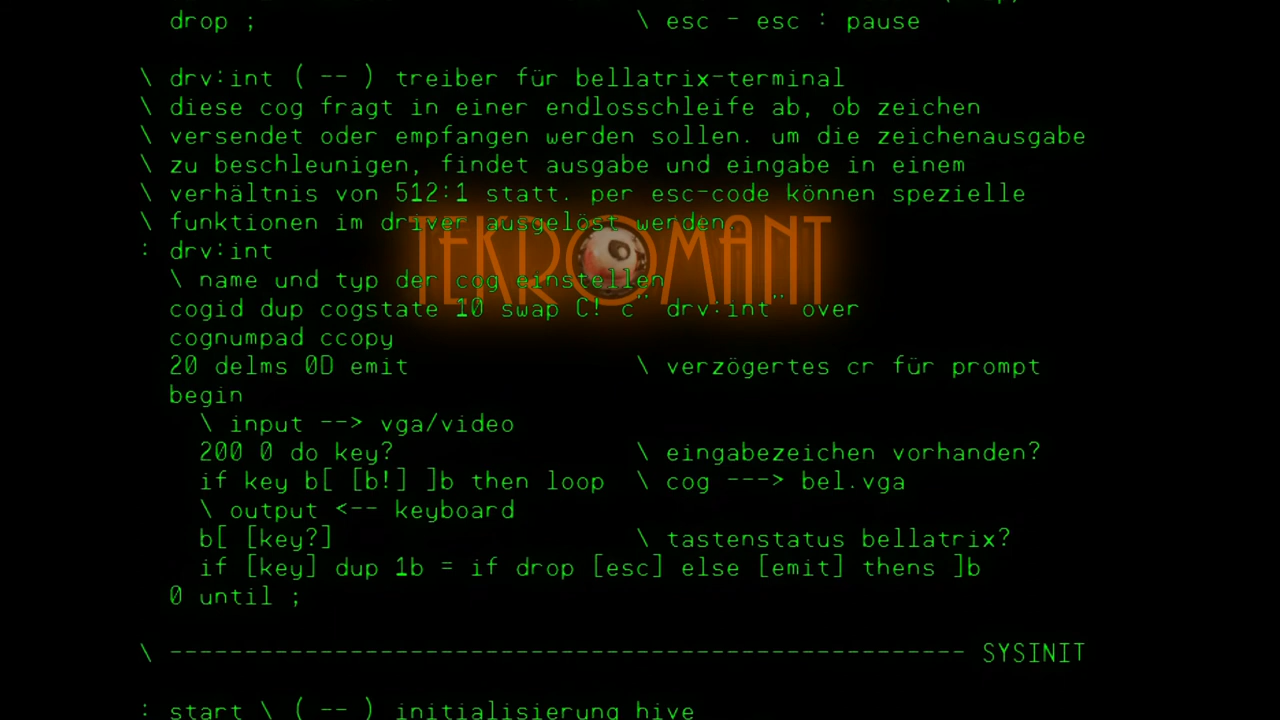 drop ; \ esc - esc : pause
\ drv:int ( -- ) treiber für bellatrix-terminal
\ diese cog fragt in einer endlosschleife ab, ob zeichen
\ versendet oder empfangen werden sollen. um die zeichenausgabe
\ zu beschleunigen, findet ausgabe und eingabe in einem
\ verhältnis von 512:1 statt. per esc-code können spezielle
\ funktionen im driver ausgelöst werden.
TEKROMANT
: drv:int
\ name und typ der cog einstellen
cogid dup cogstate 10 swap C! c" drv:int" over
cognumpad ccopy
20 delms 0D emit \ verzögertes cr für prompt
begin
\ input --> vga/video
200 0 do key? \ eingabezeichen vorhanden?
if key b[ [b!] ]b then loop \ cog ---> bel.vga
\ output <-- keyboard
b[ [key?] \ tastenstatus bellatrix?
if [key] dup 1b = if drop [esc] else [emit] thens ]b
0 until ;
\ ----------------------------------------------------- SYSINIT
: start \ ( -- ) initialisierung hive